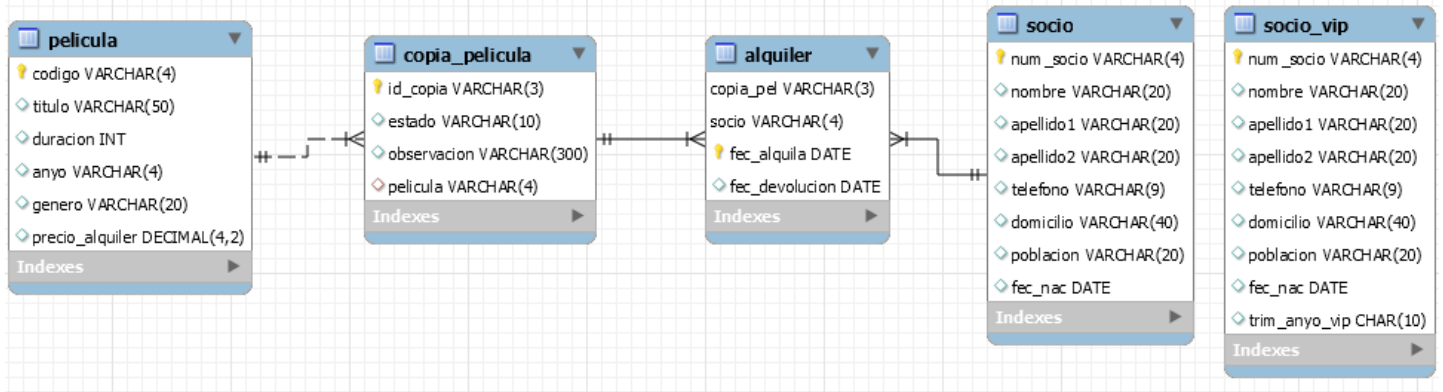 pelicula
codigo VARCHAR(4)
titulo VARCHAR(50)
duracion INT
anyo VARCHAR(4)
genero VARCHAR(20)
precio_alquiler DECIMAL(4,2)
Indexes
copia_pelicula
id_copia VARCHAR(3)
estado VARCHAR(10)
observacion VARCHAR(300)
pelicula VARCHAR(4)
Indexes
alquiler
copia_pel VARCHAR(3)
socio VARCHAR(4)
fec_alquila DATE
fec_devolucion DATE
Indexes
socio
num_socio VARCHAR(4)
nombre VARCHAR(20)
apellido1 VARCHAR(20)
apellido2 VARCHAR(20)
telefono VARCHAR(9)
domicilio VARCHAR(40)
poblacion VARCHAR(20)
fec_nac DATE
Indexes
socio_vip
num_socio VARCHAR(4)
nombre VARCHAR(20)
apellido1 VARCHAR(20)
apellido2 VARCHAR(20)
telefono VARCHAR(9)
domicilio VARCHAR(40)
poblacion VARCHAR(20)
fec_nac DATE
trim_anyo_vip CHAR(10)
Indexes